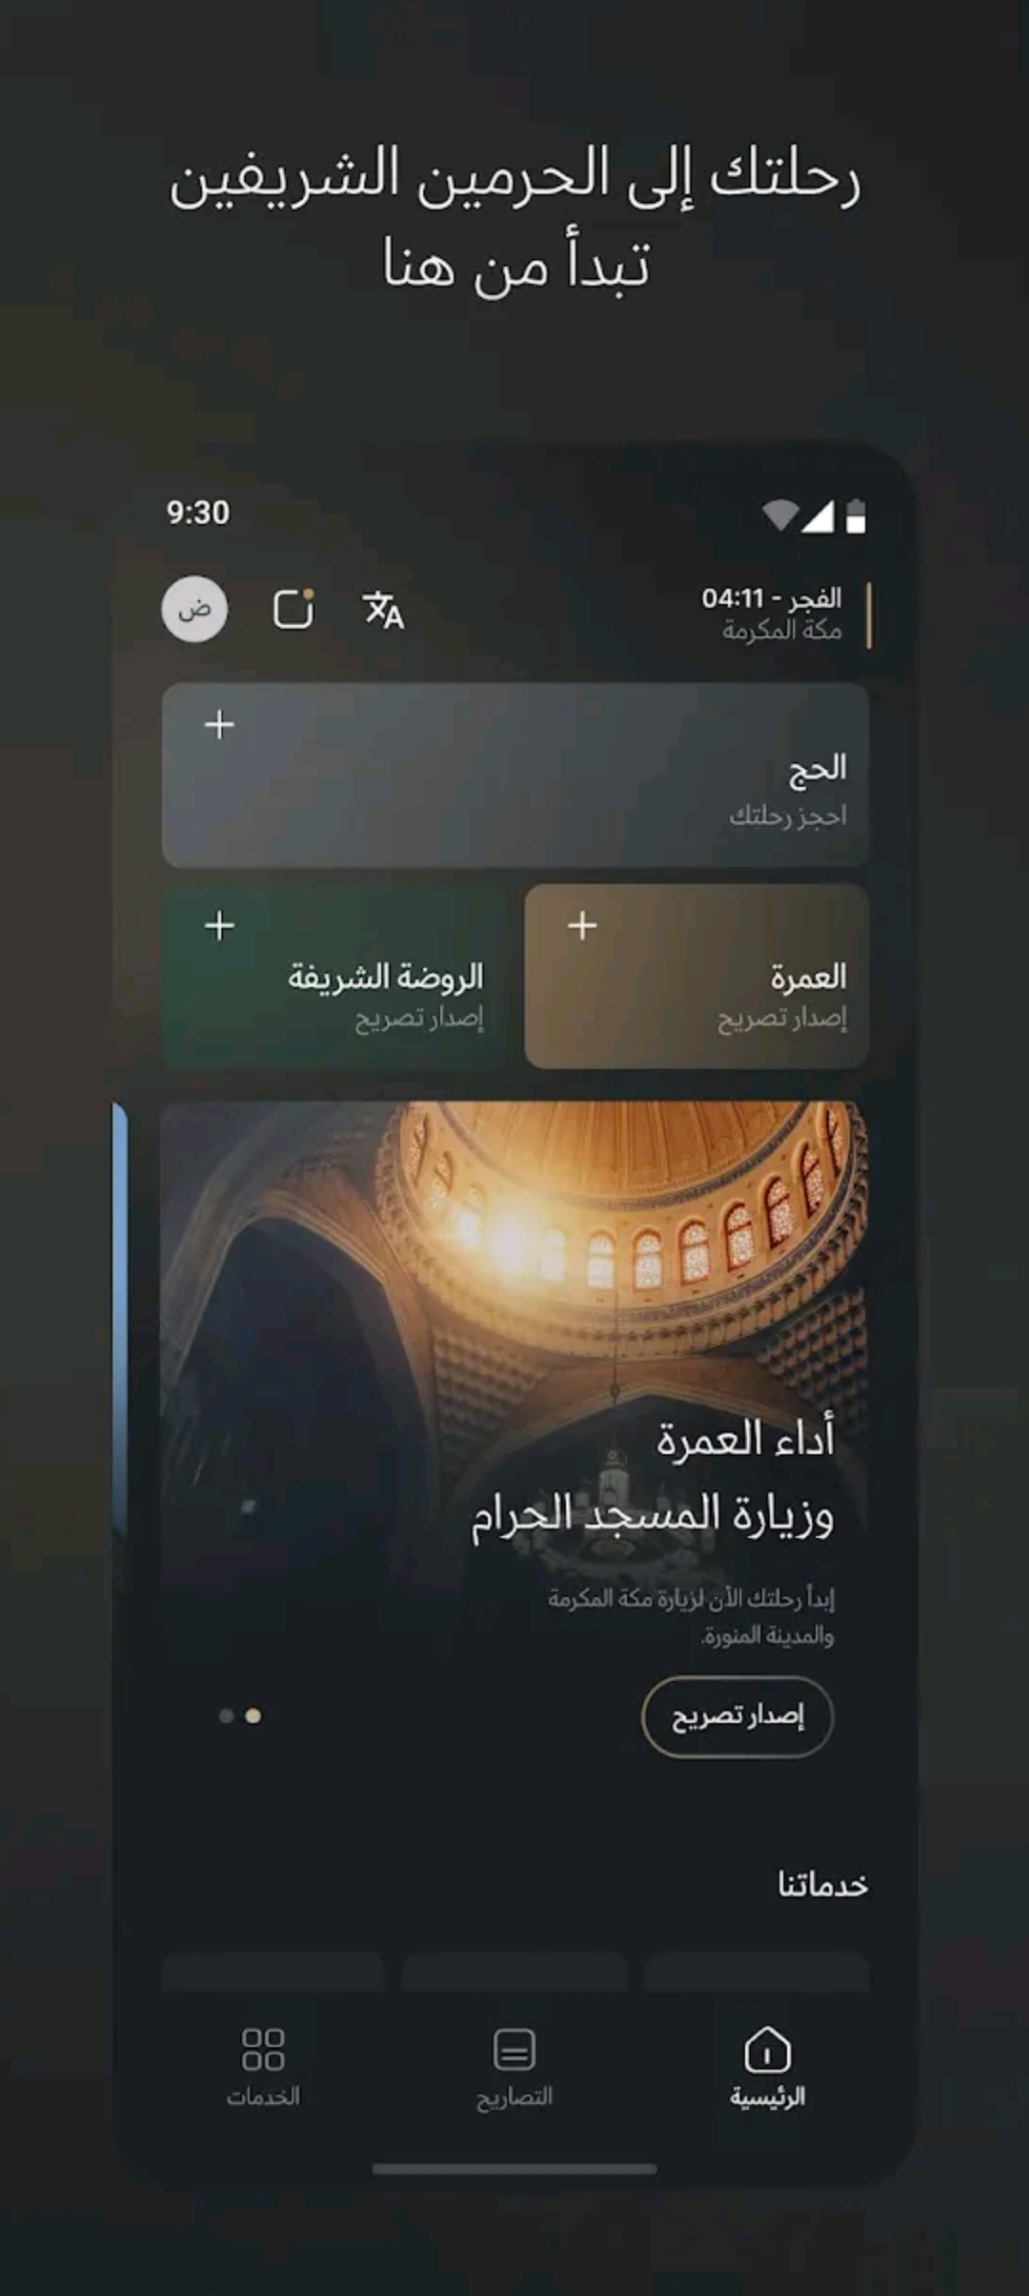 رحلتك إلى الحرمين الشريفين
تبدأ من هنا
9:30
الفجر - 04:11
مكة المكرمة
ض
الحج
احجز رحلتك
العمرة
إصدار تصريح
الروضة الشريفة
إصدار تصريح
أداء العمرة
وزيارة المسجد الحرام
إبدأ رحلتك الأن لزيارة مكة المكرمة
والمدينة المنورة.
إصدار تصريح
خدماتنا
الرئيسية
التصاريح
الخدمات